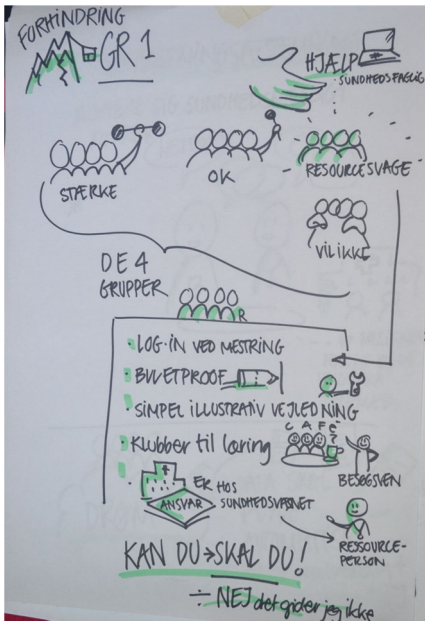 FORHINDRING
GR 1
HJÆLP
SUNDHEDSFAGLIG
STÆRKE
OK
RESOURCESVAGE
VIL IKKE
DE 4
GRUPPER
R
LOG-IN VED MESTRING
BULLETPROOF
SIMPEL ILLUSTRATIV VEJLEDNING
Klubber til læring
CAFE
BESØGSVEN
ER HOS
ANSVAR SUNDHEDSVÆSNET
RESSOURCE-
PERSON
KAN DU → SKAL DU!
÷ NEJ det gider jeg ikke